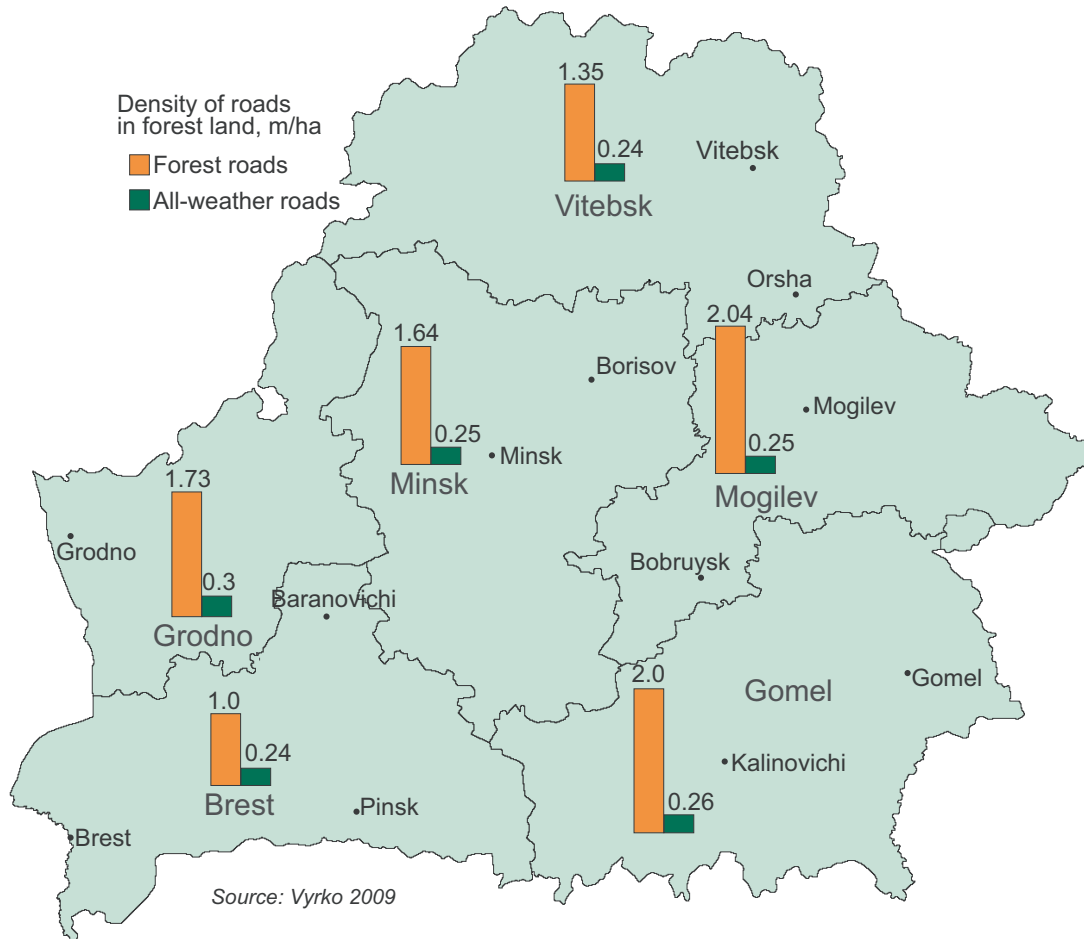 Density of roads
in forest land, m/ha
Forest roads
All-weather roads
1.35
0.24
Vitebsk
Vitebsk
Orsha
1.64
0.25
Minsk
Borisov
Minsk
2.04
0.25
Mogilev
Mogilev
Bobruysk
1.73
0.3
Grodno
Grodno
Baranovichi
1.0
0.24
Brest
Brest
Pinsk
2.0
0.26
Gomel
Gomel
Kalinovichi
Source: Vyrko 2009